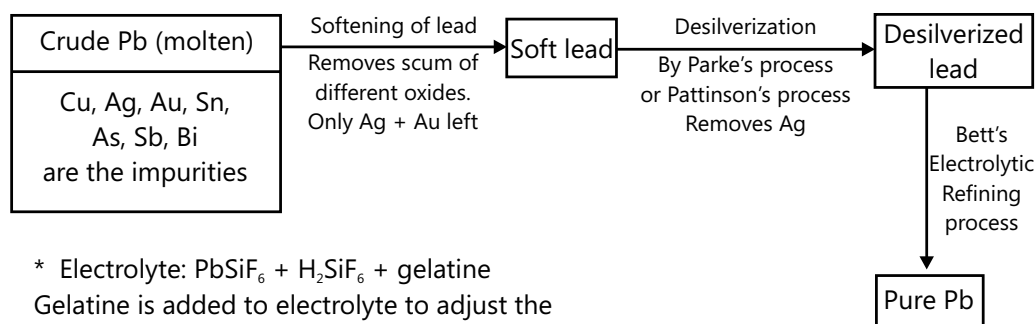 Crude Pb (molten)
Cu, Ag, Au, Sn,
As, Sb, Bi
are the impurities
Softening of lead
Removes scum of
different oxides.
Only Ag + Au left
Soft lead
Desilverization
By Parke's process
or Pattinson's process
Removes Ag
Desilverized
lead
Bett's
Electrolytic
Refining
process
Pure Pb
* Electrolyte: PbSiF₆ + H₂SiF₆ + gelatine
Gelatine is added to electrolyte to adjust the